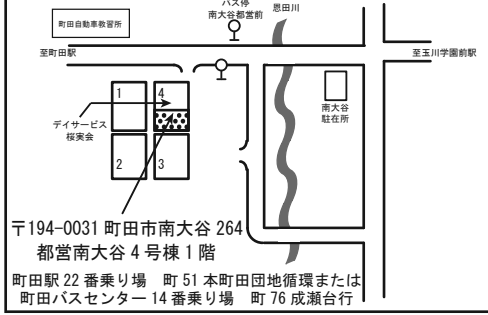 バス停
南大谷都営前
恩田川
町田自動車教習所
至町田駅
至玉川学園前駅
1
4
デイサービス
桜実会
南大谷
駐在所
2
3
〒194-0031 町田市南大谷 264
都営南大谷 4 号棟 1 階
町田駅 22 番乗り場　町 51 本町田団地循環または
町田バスセンター 14 番乗り場　町 76 成瀬台行